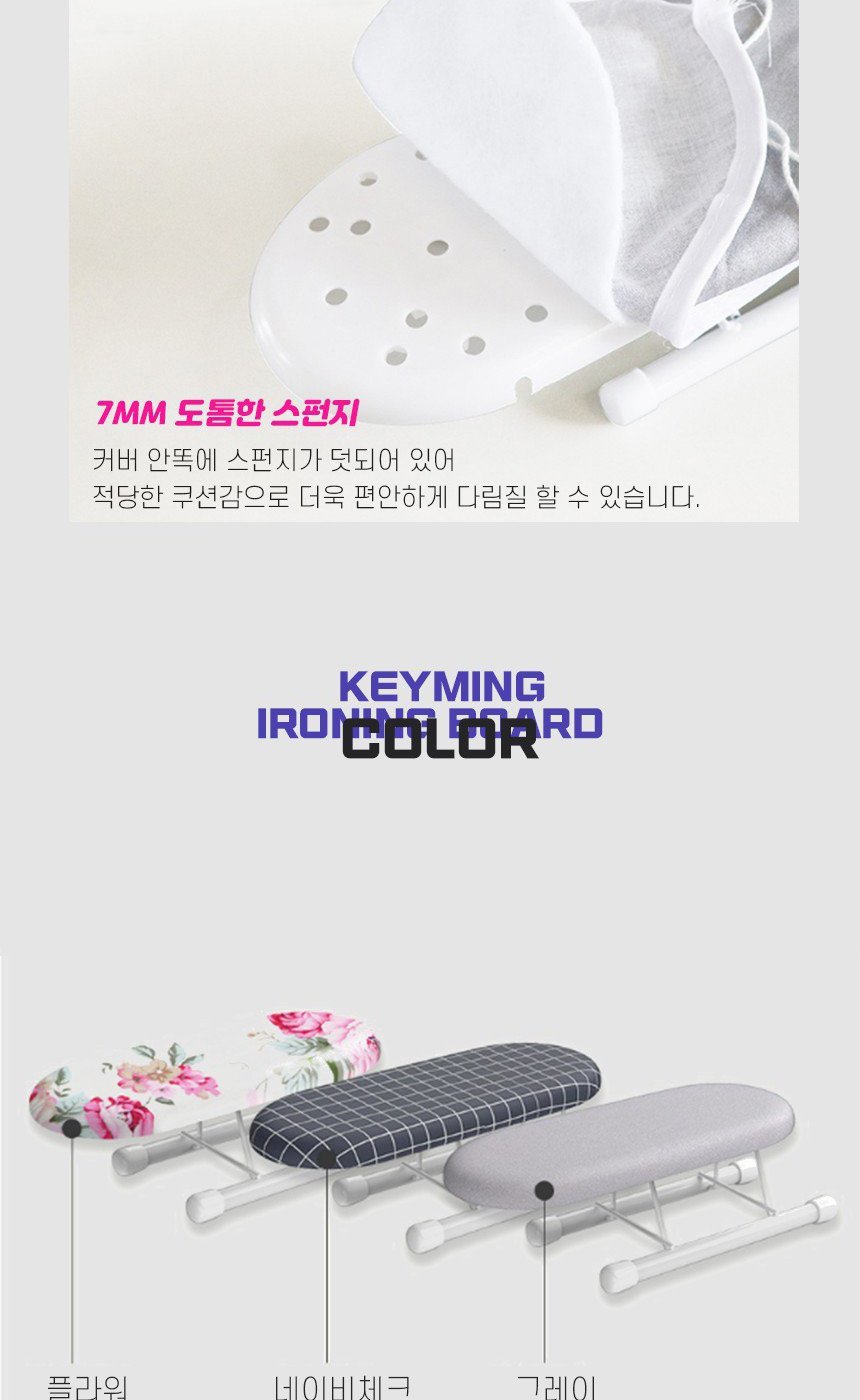 7MM 도톰한 스펀지
커버 안똑에 스펀지가 덧되어 있어
적당한 쿠션감으로 더욱 편안하게 다림질 할 수 있습니다.
KEYMING
IRONING BOARD
COLOR
플라워 네이비체크 그레이